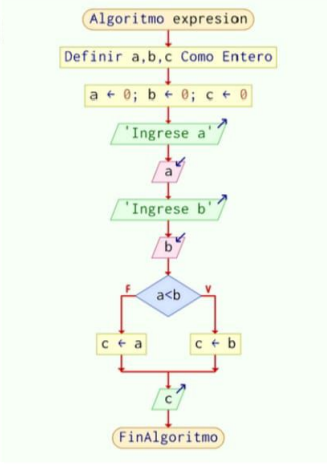 Algoritmo expresion
Definir a,b,c Como Entero
a ← 0; b ← 0; c ← 0
'Ingrese a'
a
'Ingrese b'
b
F V
a<b
c ← a c ← b
c
FinAlgoritmo